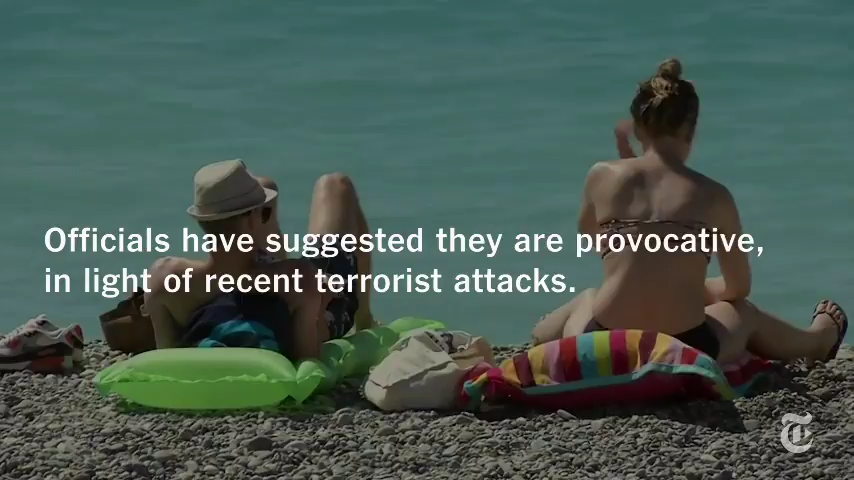 Officials have suggested they are provocative,
in light of recent terrorist attacks.
T